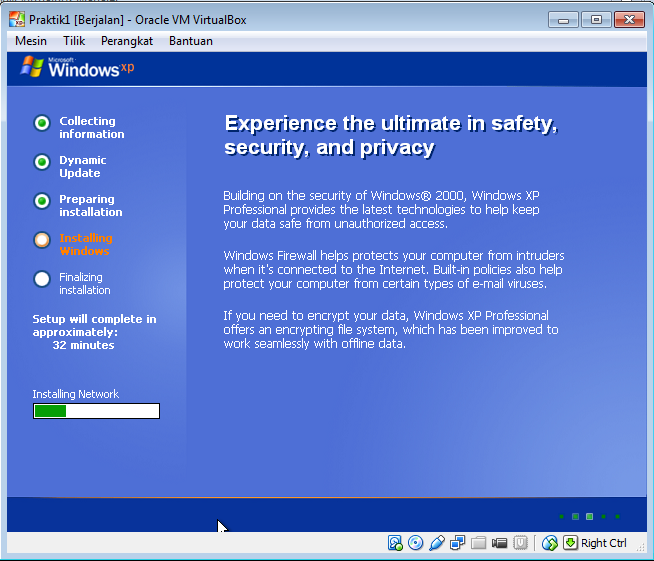 Praktik1 [Berjalan] - Oracle VM VirtualBox
Mesin Tilik Perangkat Bantuan
Microsoft
Windows xp
Collecting
information
Dynamic
Update
Preparing
installation
Installing
Windows
Finalizing
installation
Setup will complete in
approximately:
32 minutes
Installing Network
Experience the ultimate in safety,
security, and privacy
Building on the security of Windows® 2000, Windows XP
Professional provides the latest technologies to help keep
your data safe from unauthorized access.
Windows Firewall helps protects your computer from intruders
when it's connected to the Internet. Built-in policies also help
protect your computer from certain types of e-mail viruses.
If you need to encrypt your data, Windows XP Professional
offers an encrypting file system, which has been improved to
work seamlessly with offline data.
Right Ctrl